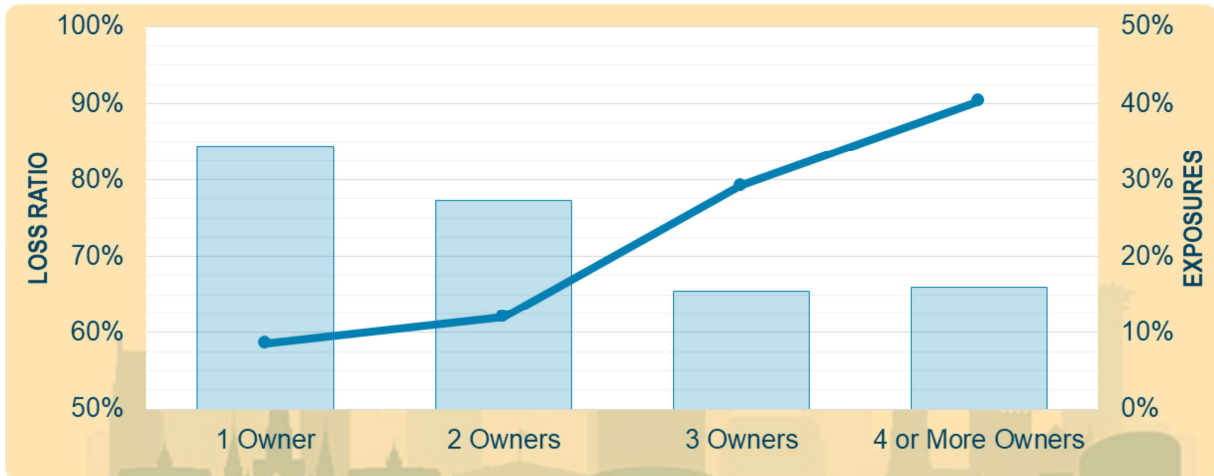 100%
90%
80%
70%
60%
50%
LOSS RATIO
50%
40%
30%
20%
10%
0%
EXPOSURES
1 Owner
2 Owners
3 Owners
4 or More Owners